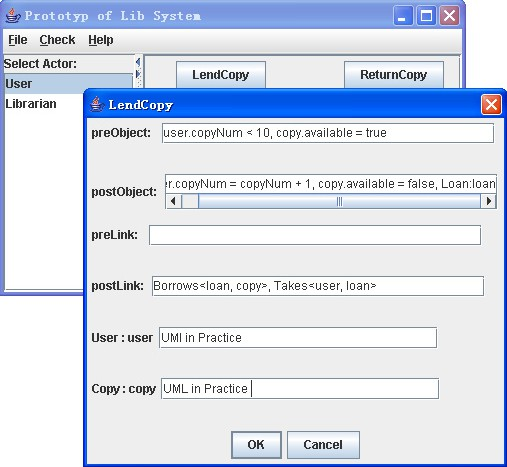 Prototyp of Lib System
File Check Help
Select Actor:
User
Librarian
LendCopy
ReturnCopy
LendCopy
preObject: user.copyNum < 10, copy.available = true
postObject: er.copyNum = copyNum + 1, copy.available = false, Loan:loan
preLink:
postLink: Borrows<loan, copy>, Takes<user, loan>
User : user UMl in Practice
Copy : copy UML in Practice
OK Cancel